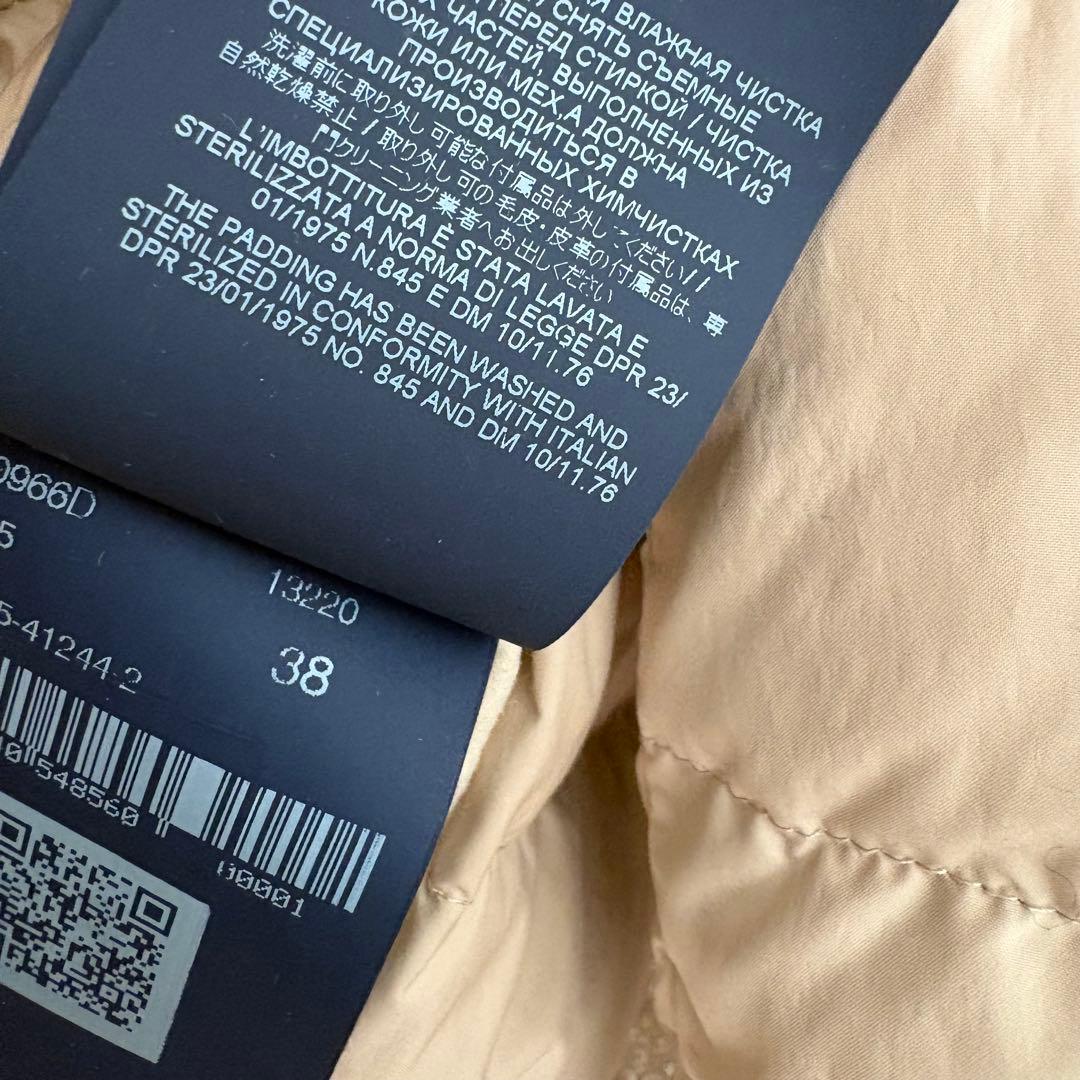 ВЛАЖНАЯ ЧИСТКА
СНЯТЬ СЪЕМНЫЕ
ПЕРЕД СТИРКОЙ / ЧИСТКА
ЧАСТЕЙ, ВЫПОЛНЕННЫХ ИЗ
КОЖИ ИЛИ МЕХ,А ДОЛЖНА
ПРОИЗВОДИТЬСЯ В
СПЕЦИАЛИЗИРОВАННЫХ ХИМЧИСТКАХ
洗濯前に取り外し可能な付属品は外してください/
自然乾燥禁止/取り外し可の毛皮・皮革の付属品は、専
門クリーニング業者へお出しください
L'IMBOTTITURA È STATA LAVATA E
STERILIZZATA A NORMA DI LEGGE DPR 23/
01/1975 N.845 E DM 10/11.76
THE PADDING HAS BEEN WASHED AND
STERILIZED IN CONFORMITY WITH ITALIAN
DPR 23/01/1975 NO. 845 AND DM 10/11.76
0966D
5
13220
5-41244.2
38
548560
00001